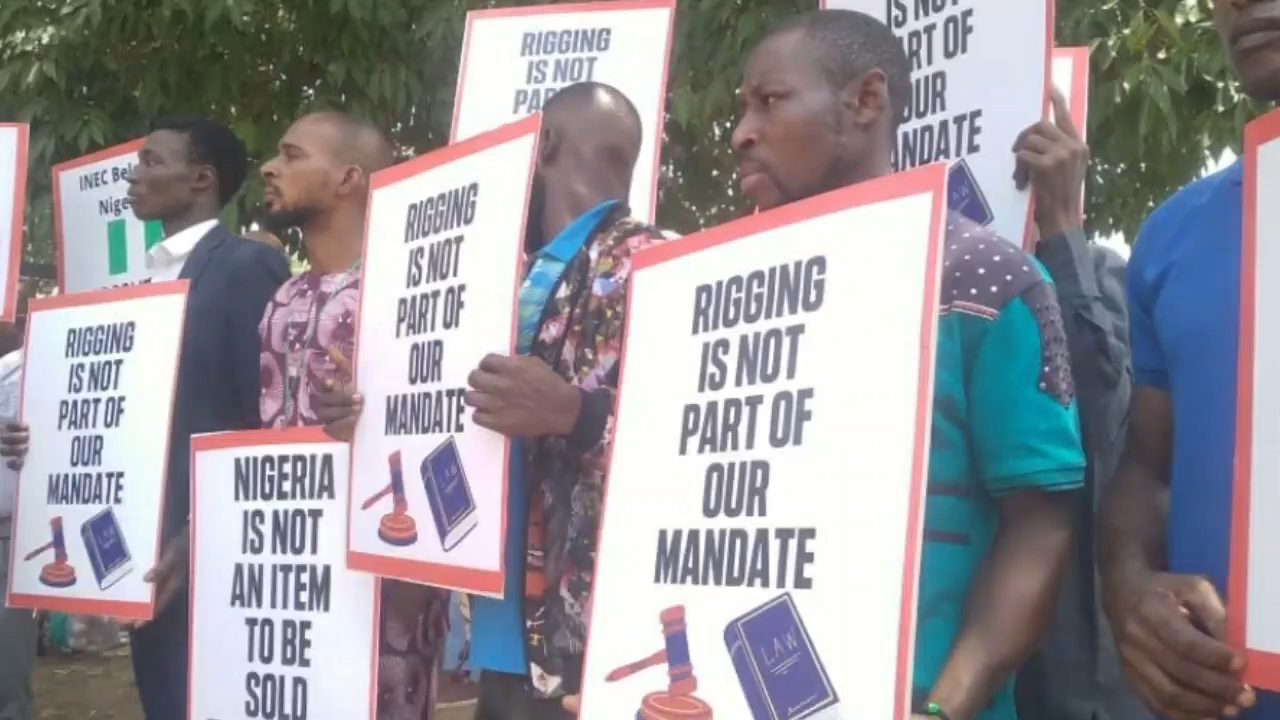 RIGGING
IS NOT
IS NOT
PART OF
OUR
MANDATE
INEC
RIGGING
IS NOT
PART OF
OUR
MANDATE
LAW
RIGGING
IS NOT
PART OF
OUR
MANDATE
LAW
RIGGING
IS NOT
PART OF
OUR
MANDATE
LAW
NIGERIA
IS NOT
AN ITEM
TO BE
SOLD